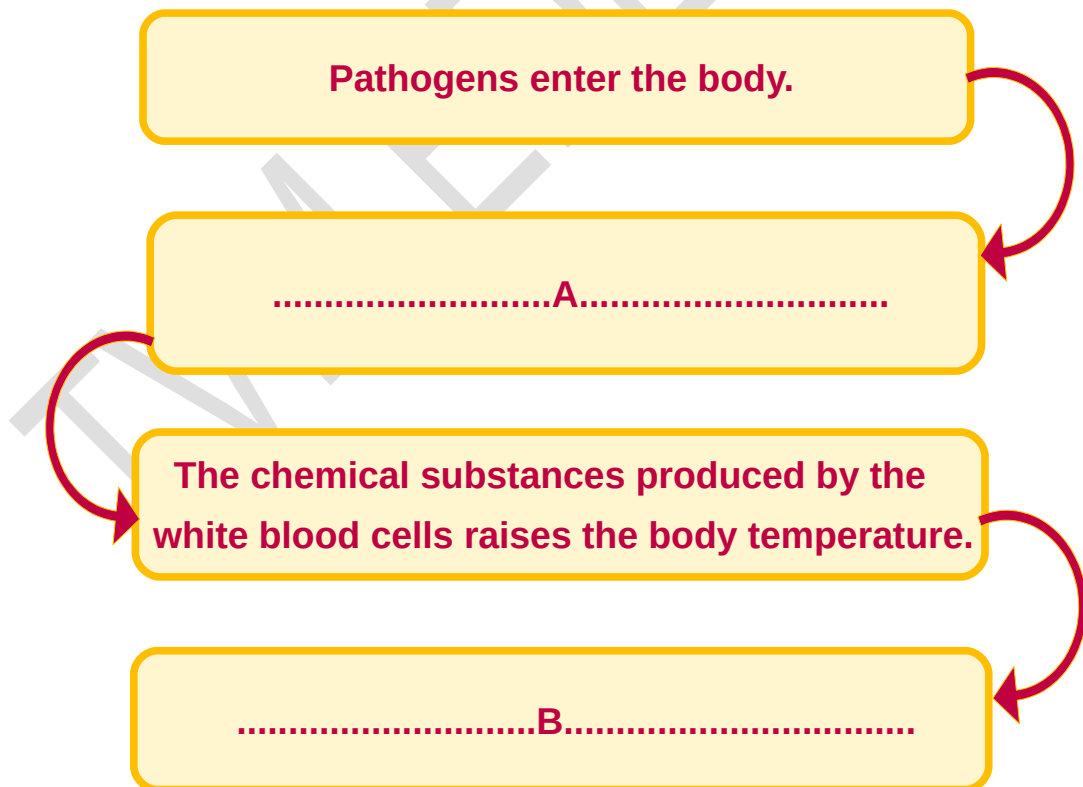 Pathogens enter the body.
...........................A..............................
The chemical substances produced by the
white blood cells raises the body temperature.
.............................B..................................